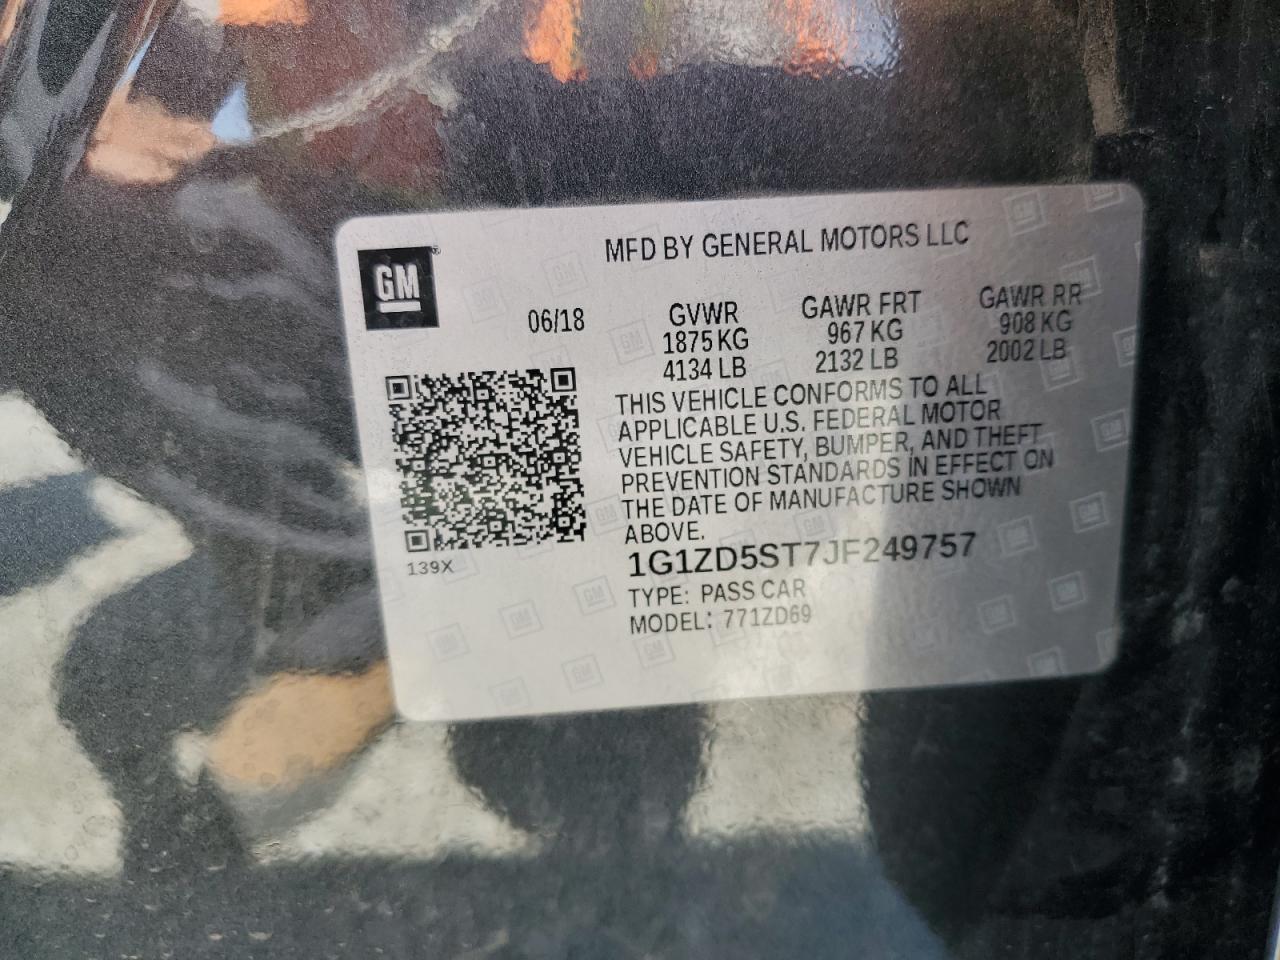 MFD BY GENERAL MOTORS LLC
GM®
06/18
GVWR GAWR FRT GAWR RR
1875 KG 967 KG 908 KG
4134 LB 2132 LB 2002 LB
THIS VEHICLE CONFORMS TO ALL
APPLICABLE U.S. FEDERAL MOTOR
VEHICLE SAFETY, BUMPER, AND THEFT
PREVENTION STANDARDS IN EFFECT ON
THE DATE OF MANUFACTURE SHOWN
ABOVE.
1G1ZD5ST7JF249757
TYPE: PASS CAR
MODEL: 771ZD69
139X